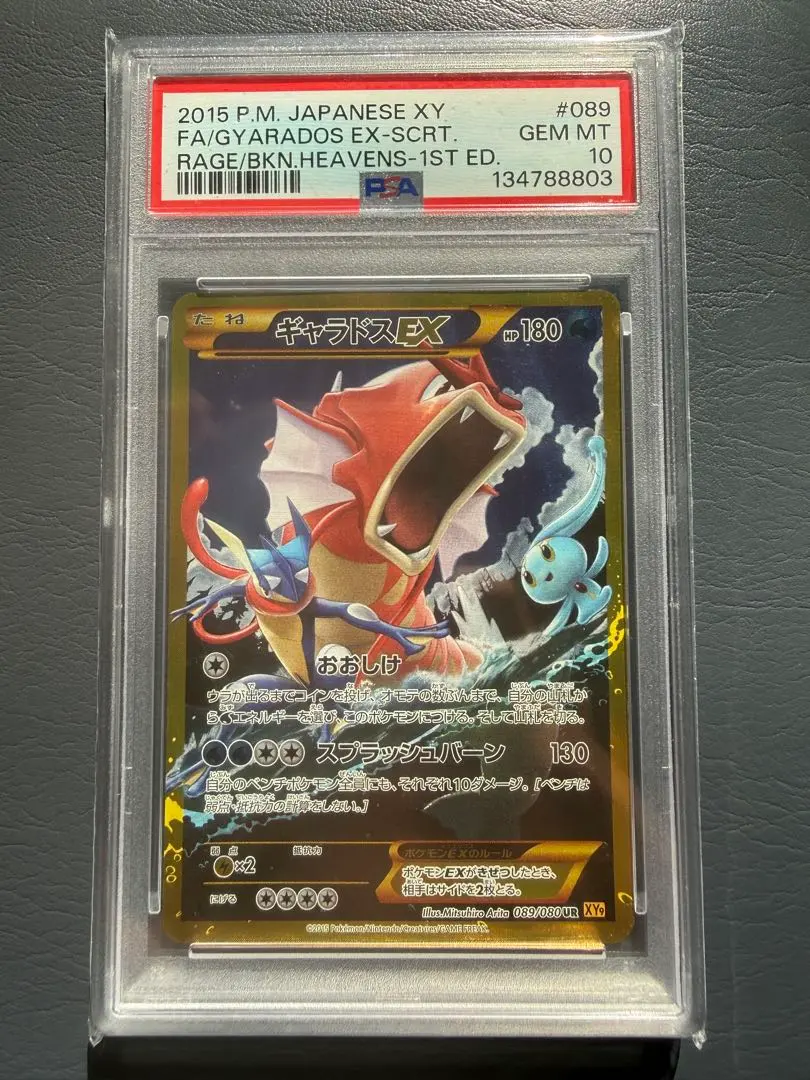 2015 P.M. JAPANESE XY #089
FA/GYARADOS EX-SCRT. GEM MT
RAGE/BKN.HEAVENS-1ST ED. 10
PSA 134788803
たね ギャラドスEX HP180
おおしけ
ウラが出るまでコインを投げ、オモテの数ぶんまで、自分の山札か
らエネルギーを選び、このポケモンにつける。そして山札を切る。
スプラッシュバーン 130
自分のベンチポケモン全員にも、それぞれ10ダメージ。[ベンチは
弱点・抵抗力の計算をしない。]
弱点 抵抗力
×2
にげる
ポケモンEXのルール
ポケモンEXがきぜつしたとき、
相手はサイドを2枚とる。
Illus.Mitsuhiro Arita 089/080 UR XY9
©2015 Pokémon/Nintendo/Creatures/GAME FREAK.